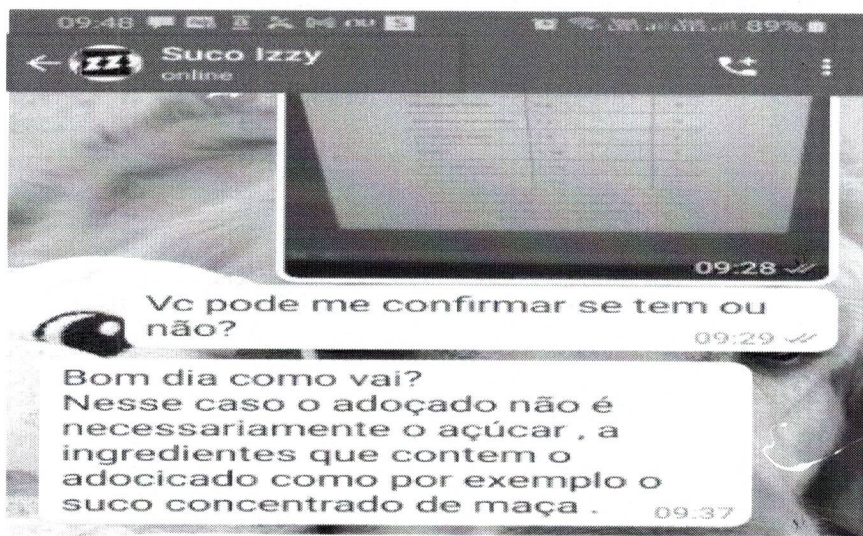 09:48 89%
Suco Izzy
online
09:28
Vc pode me confirmar se tem ou
não?
09:29
Bom dia como vai?
Nesse caso o adoçado não é
necessariamente o açúcar , a
ingredientes que contem o
adocicado como por exemplo o
suco concentrado de maça .
09:37